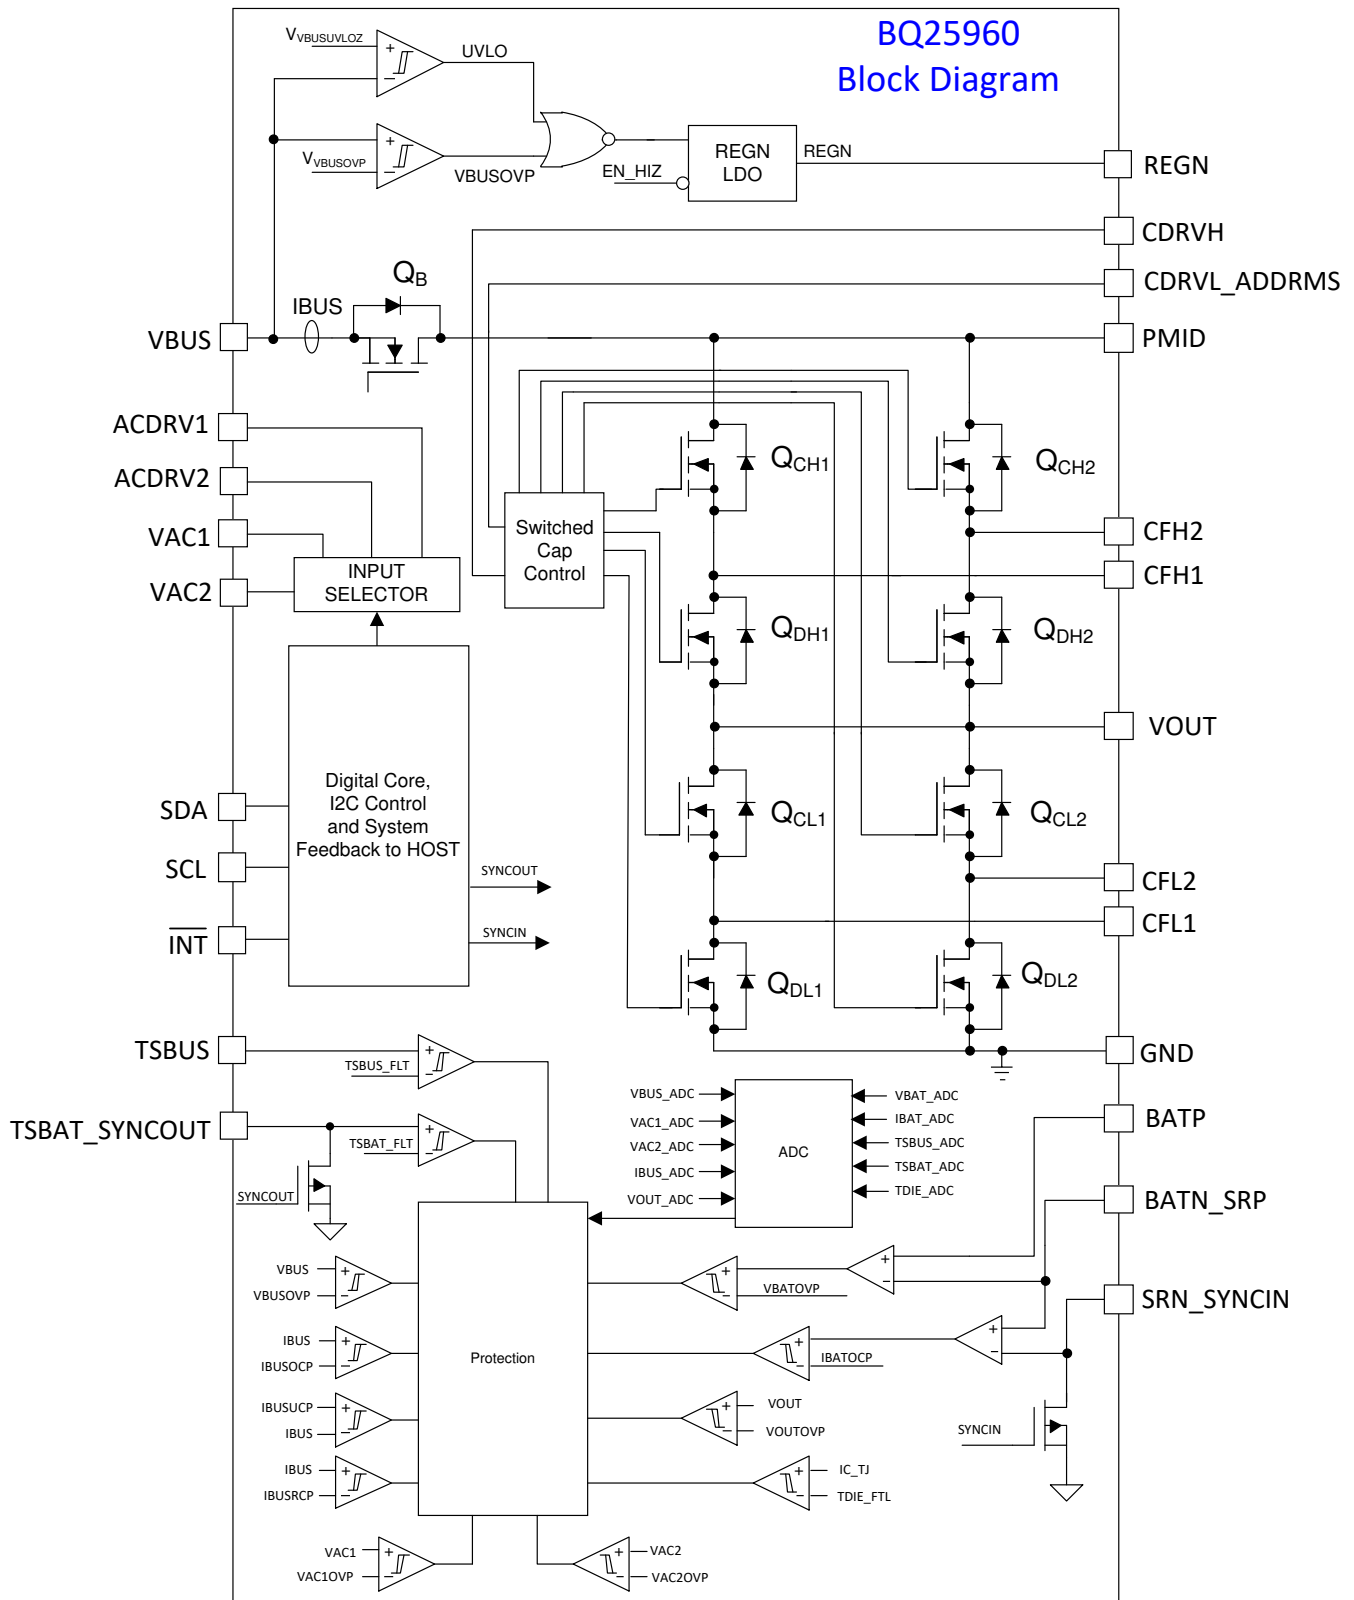 BQ25960
Block Diagram
VVBUSUVLOZ
+
−
UVLO
+
−
VVBUSOVP
VBUSOVP
EN_HIZ
REGN
LDO
REGN
REGN
CDRVH
CDRVL_ADDRMS
QB
IBUS
VBUS
PMID
ACDRV1
ACDRV2
VAC1
VAC2
INPUT
SELECTOR
Switched
Cap
Control
QCH1
QCH2
CFH2
CFH1
QDH1
QDH2
VOUT
Digital Core,
I2C Control
and System
Feedback to HOST
SDA
SCL
INT
SYNCOUT
SYNCIN
QCL1
QCL2
CFL2
CFL1
QDL1
QDL2
GND
TSBUS
TSBUS_FLT
+
−
TSBAT_SYNCOUT
TSBAT_FLT
+
−
SYNCOUT
VBUS_ADC
VAC1_ADC
VAC2_ADC
IBUS_ADC
VOUT_ADC
ADC
VBAT_ADC
IBAT_ADC
TSBUS_ADC
TSBAT_ADC
TDIE_ADC
BATP
BATN_SRP
SRN_SYNCIN
VBUS
VBUSOVP
+
−
IBUS
IBUSOCP
+
−
IBUSUCP
IBUS
+
−
IBUS
IBUSRCP
+
−
Protection
+
−
VBATOVP
+
−
+
−
IBATOCP
+
−
+
−
VOUT
VOUTOVP
SYNCIN
+
−
IC_TJ
TDIE_FTL
VAC1
VAC1OVP
+
−
+
−
VAC2
VAC2OVP